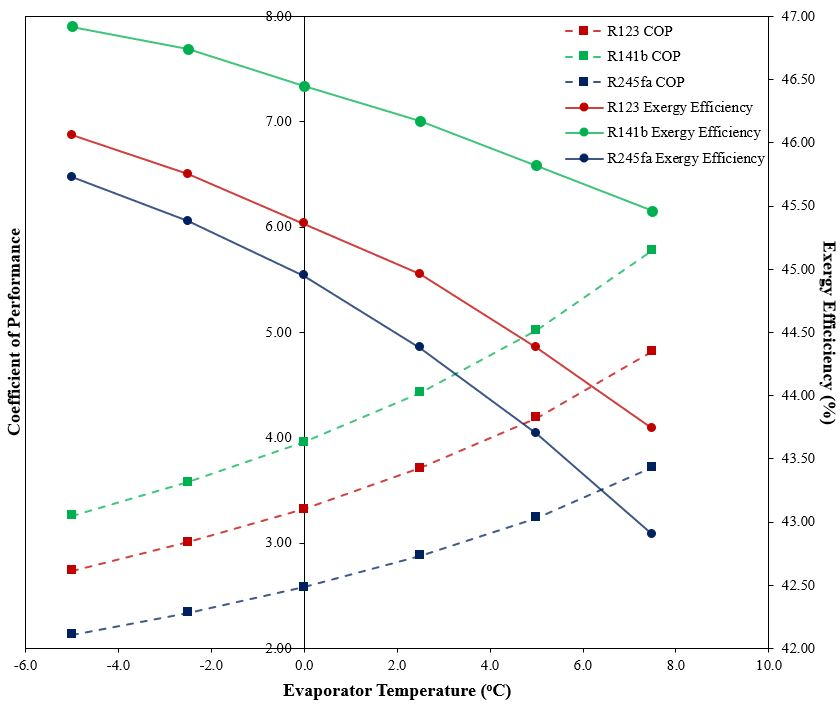 8.00
7.00
6.00
5.00
4.00
3.00
2.00
Coefficient of Performance
R123 COP
R141b COP
R245fa COP
R123 Exergy Efficiency
R141b Exergy Efficiency
R245fa Exergy Efficiency
47.00
46.50
46.00
45.50
45.00
44.50
44.00
43.50
43.00
42.50
42.00
Exergy Efficiciency (%)
-6.0 -4.0 -2.0 0.0 2.0 4.0 6.0 8.0 10.0
Evaporator Temperature (ºC)